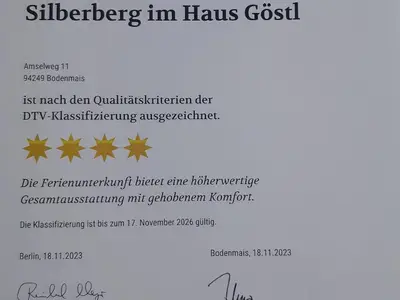 Silberberg im Haus Göstl
Amselweg 11
94249 Bodenmais
ist nach den Qualitätskriterien der
DTV-Klassifizierung ausgezeichnet.
Die Ferienunterkunft bietet eine höherwertige
Gesamtausstattung mit gehobenem Komfort.
Die Klassifizierung ist bis zum 17. November 2026 gültig.
Berlin, 18.11.2023
Bodenmais, 18.11.2023